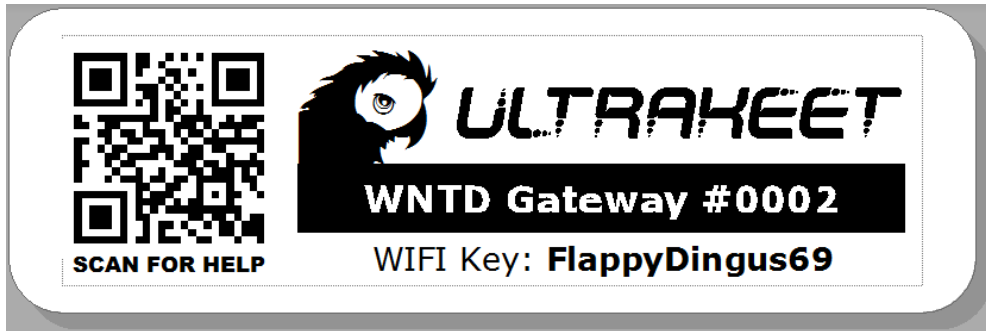 ULTRAKEET
WNTD Gateway #0002
WIFI Key: FlappyDingus69
SCAN FOR HELP